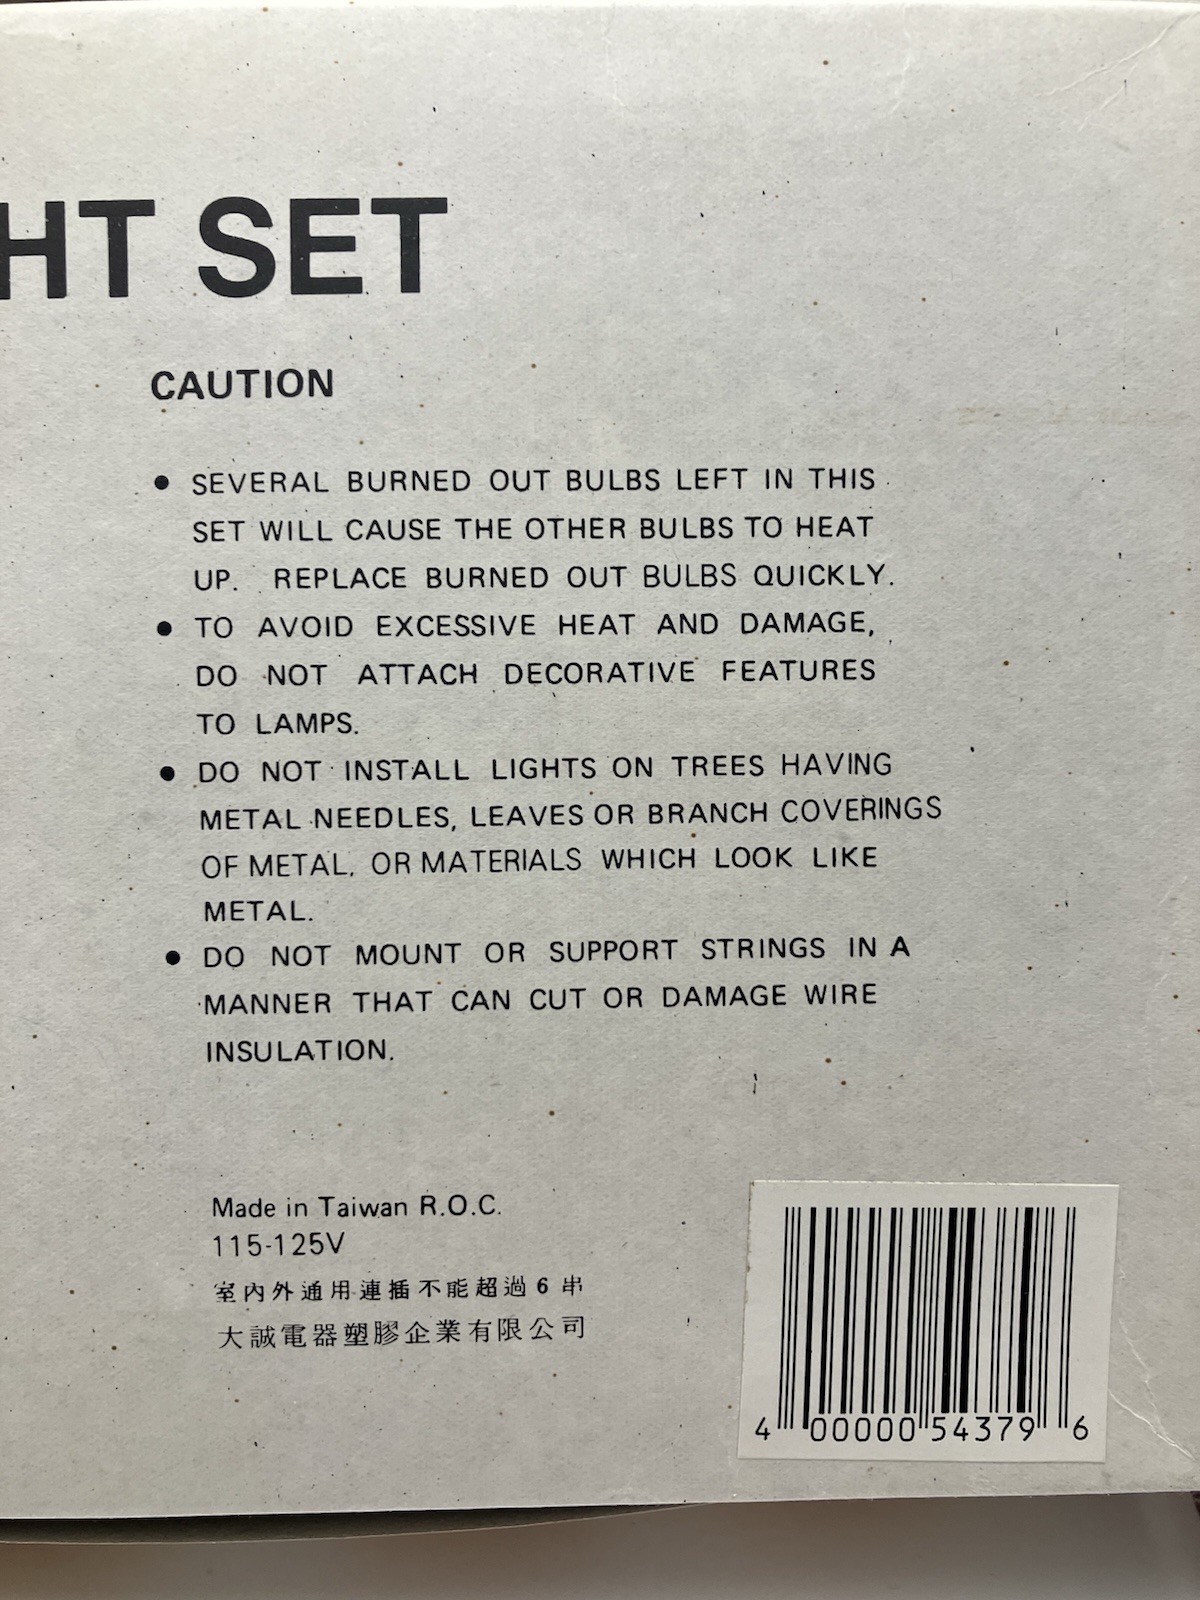 HT SET
CAUTION
● SEVERAL BURNED OUT BULBS LEFT IN THIS
SET WILL CAUSE THE OTHER BULBS TO HEAT
UP. REPLACE BURNED OUT BULBS QUICKLY.
● TO AVOID EXCESSIVE HEAT AND DAMAGE,
DO NOT ATTACH DECORATIVE FEATURES
TO LAMPS.
● DO NOT INSTALL LIGHTS ON TREES HAVING
METAL NEEDLES, LEAVES OR BRANCH COVERINGS
OF METAL, OR MATERIALS WHICH LOOK LIKE
METAL.
● DO NOT MOUNT OR SUPPORT STRINGS IN A
MANNER THAT CAN CUT OR DAMAGE WIRE
INSULATION.
Made in Taiwan R.O.C.
115-125V
室內外通用連插不能超過6串
大誠電器塑膠企業有限公司
4 00000 54379 6